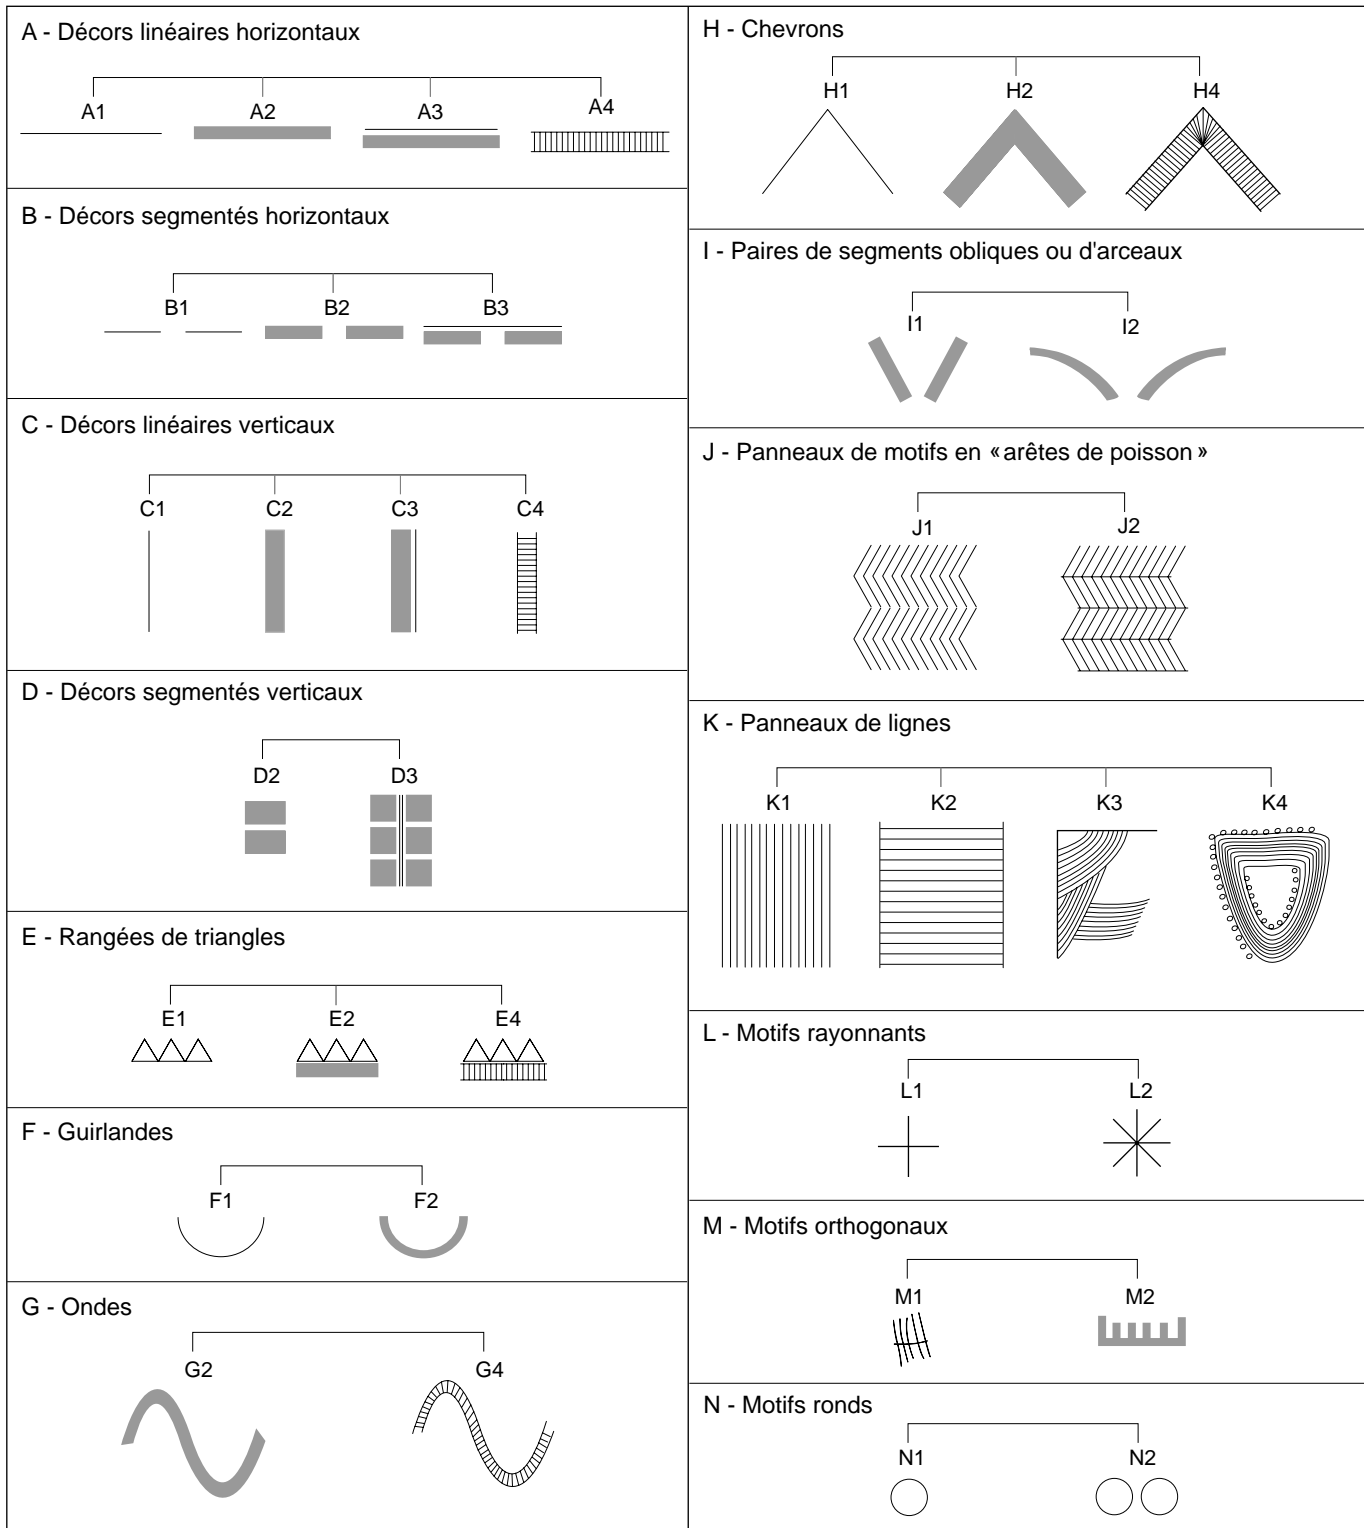 A - Décors linéaires horizontaux
A1 A2 A3 A4
B - Décors segmentés horizontaux
B1 B2 B3
C - Décors linéaires verticaux
C1 C2 C3 C4
D - Décors segmentés verticaux
D2 D3
E - Rangées de triangles
E1 E2 E4
F - Guirlandes
F1 F2
G - Ondes
G2 G4
H - Chevrons
H1 H2 H4
I - Paires de segments obliques ou d'arceaux
I1 I2
J - Panneaux de motifs en «arêtes de poisson»
J1 J2
K - Panneaux de lignes
K1 K2 K3 K4
L - Motifs rayonnants
L1 L2
M - Motifs orthogonaux
M1 M2
N - Motifs ronds
N1 N2